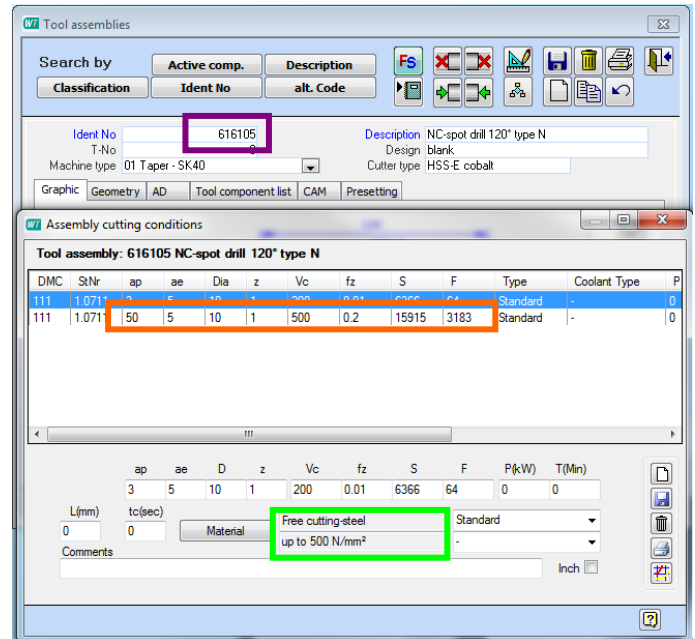 WT Tool assemblies
Search by Active comp. Description FS
Classification Ident No alt. Code
Ident No 616105 Description NC-spot drill 120° type N
T-No Design blank
Machine type 01 Taper - SK40 Cutter type HSS-E cobalt
Graphic Geometry AD Tool component list CAM Presetting
WT Assembly cutting conditions
Tool assembly: 616105 NC-spot drill 120° type N
DMC StNr ap ae Dia z Vc fz S F Type Coolant Type P
111 1.0711 3 5 10 1 200 0.01 6366 64 Standard - 0
111 1.0711 50 5 10 1 500 0.2 15915 3183 Standard - 0
ap ae D z Vc fz S F P(kW) T(Min)
3 5 10 1 200 0.01 6366 64 0 0
L(mm) tc(sec)
0 0 Material Free cutting-steel Standard
up to 500 N/mm² -
Comments
Inch